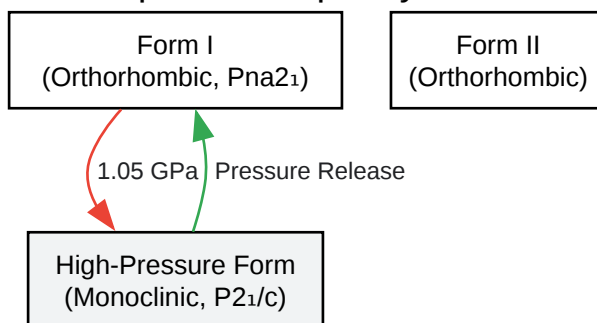 Form I
(Orthorhombic, Pna2₁)
Form II
(Orthorhombic)
1.05 GPa
Pressure Release
High-Pressure Form
(Monoclinic, P2₁/c)